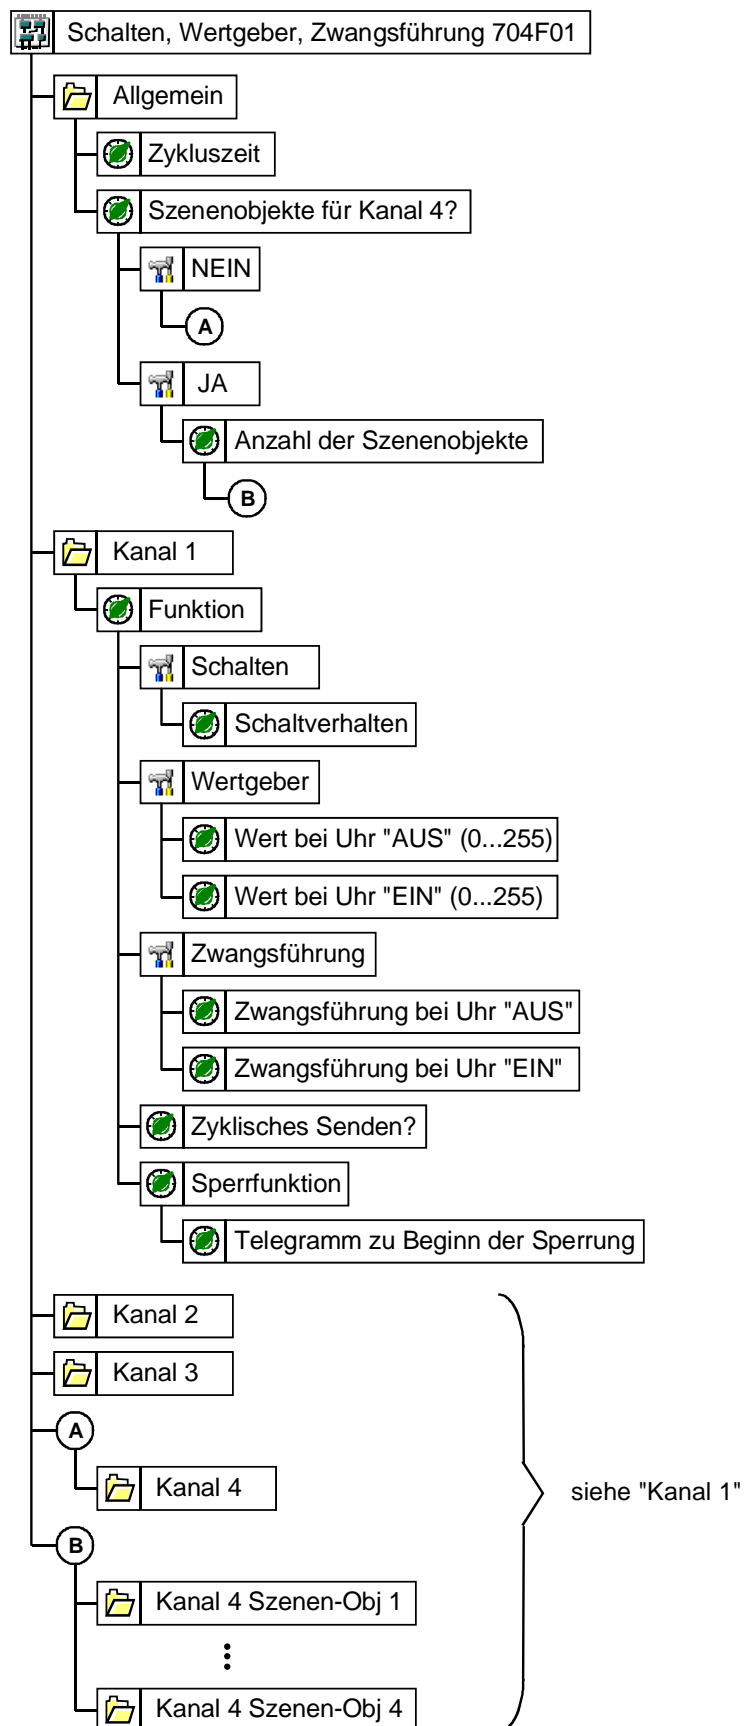 Schalten, Wertgeber, Zwangsführung 704F01
Allgemein
Zykluszeit
Szenenobjekte für Kanal 4?
NEIN
A
JA
Anzahl der Szenenobjekte
B
Kanal 1
Funktion
Schalten
Schaltverhalten
Wertgeber
Wert bei Uhr "AUS" (0...255)
Wert bei Uhr "EIN" (0...255)
Zwangsführung
Zwangsführung bei Uhr "AUS"
Zwangsführung bei Uhr "EIN"
Zyklisches Senden?
Sperrfunktion
Telegramm zu Beginn der Sperrung
Kanal 2
Kanal 3
A
Kanal 4
siehe "Kanal 1"
B
Kanal 4 Szenen-Obj 1
Kanal 4 Szenen-Obj 4